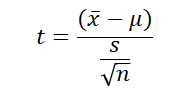 t = (x̄ − μ) / (s / √n)